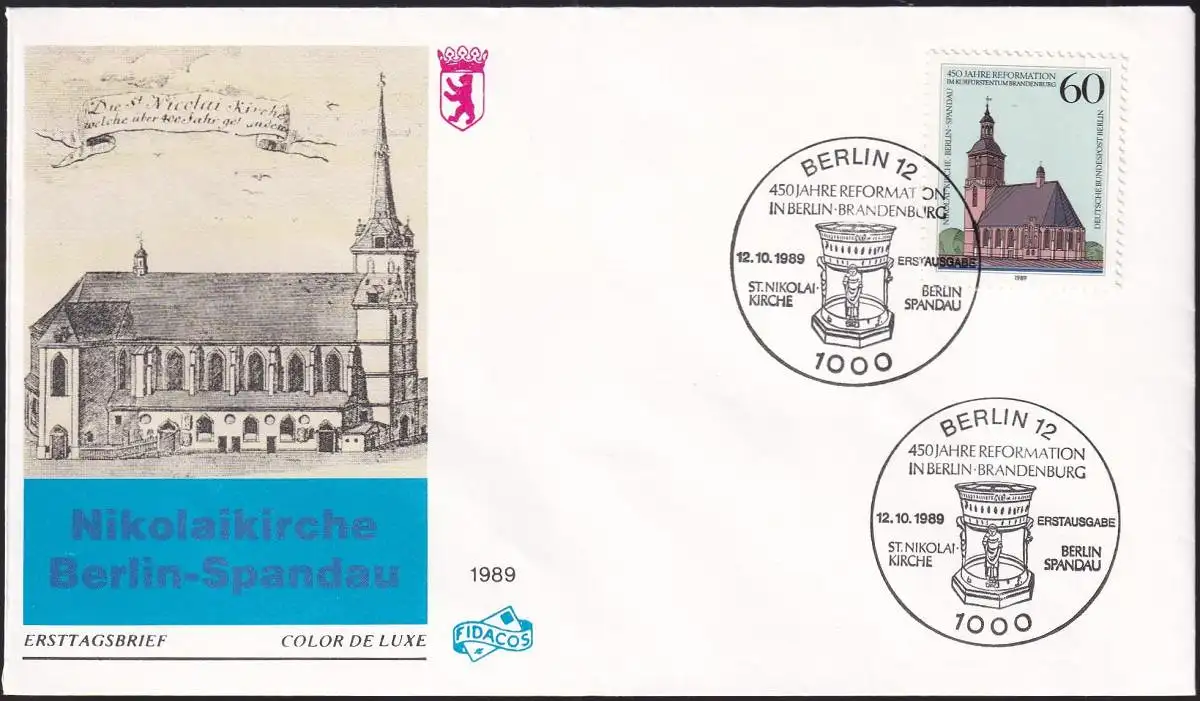 Die St Nicolai Kirche
welche über 400 Jahr gestanden
Nikolaikirche
Berlin-Spandau
ERSTTAGSBRIEF COLOR DE LUXE
1989
FIDACOS
450 JAHRE REFORMATION
IM KURFÜRSTENTUM BRANDENBURG
60
NIKOLAI-KIRCHE · BERLIN-SPANDAU
DEUTSCHE BUNDESPOST BERLIN
1989
BERLIN 12
450 JAHRE REFORMATION
IN BERLIN·BRANDENBURG
12.10.1989 ERSTAUSGABE
ST. NIKOLAI· BERLIN
KIRCHE SPANDAU
1000
BERLIN 12
450 JAHRE REFORMATION
IN BERLIN·BRANDENBURG
12.10.1989 ERSTAUSGABE
ST. NIKOLAI· BERLIN
KIRCHE SPANDAU
1000